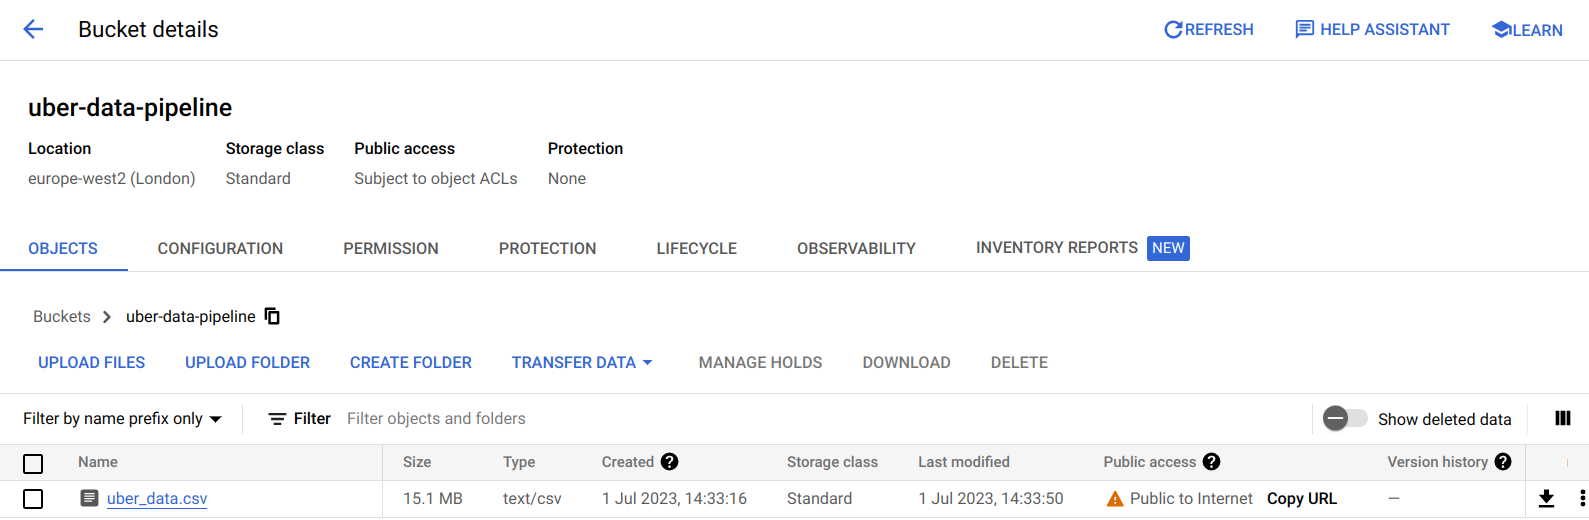 Bucket details
REFRESH
HELP ASSISTANT
LEARN
uber-data-pipeline
Location Storage class Public access Protection
europe-west2 (London) Standard Subject to object ACLs None
OBJECTS CONFIGURATION PERMISSION PROTECTION LIFECYCLE OBSERVABILITY INVENTORY REPORTS NEW
Buckets uber-data-pipeline
UPLOAD FILES UPLOAD FOLDER CREATE FOLDER TRANSFER DATA MANAGE HOLDS DOWNLOAD DELETE
Filter by name prefix only Filter Filter objects and folders Show deleted data
Name Size Type Created ? Storage class Last modified Public access ? Version history ?
uber_data.csv 15.1 MB text/csv 1 Jul 2023, 14:33:16 Standard 1 Jul 2023, 14:33:50 Public to Internet Copy URL —